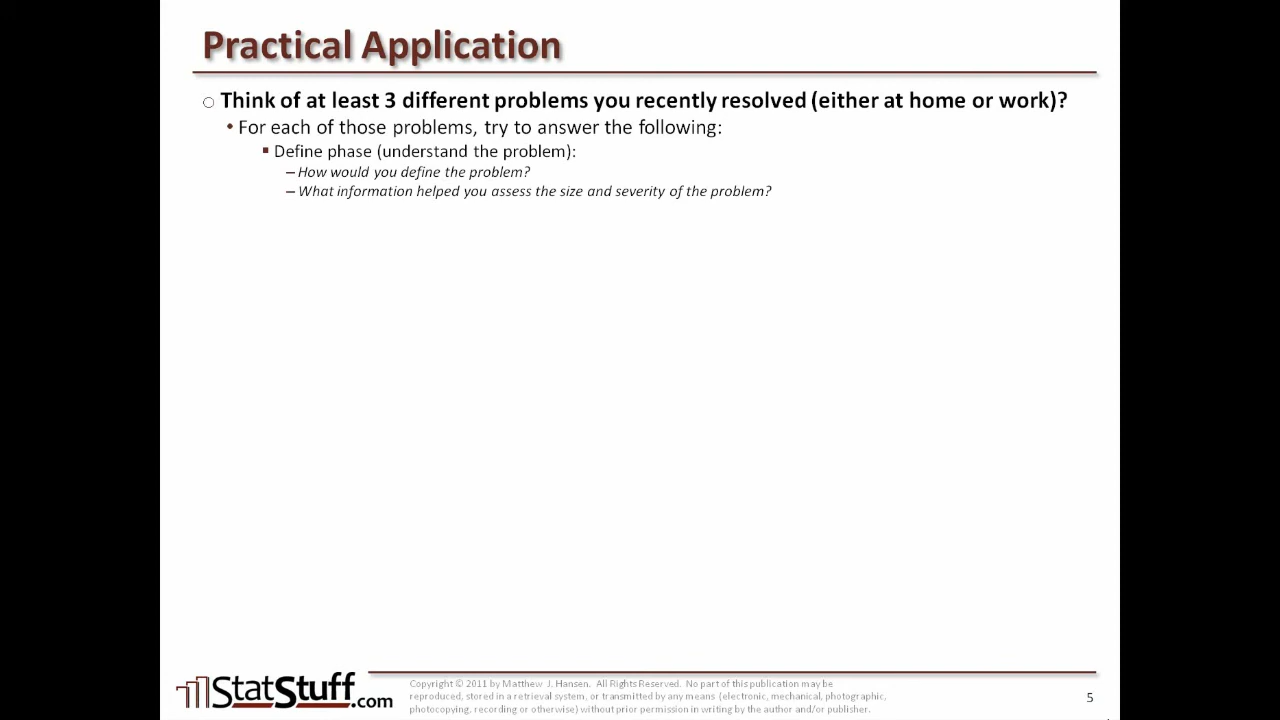 Practical Application
Think of at least 3 different problems you recently resolved (either at home or work)?
• For each of those problems, try to answer the following:
▪ Define phase (understand the problem):
– How would you define the problem?
– What information helped you assess the size and severity of the problem?
StatStuff.com
Copyright © 2011 by Matthew J. Hansen. All Rights Reserved. No part of this publication may be
reproduced, stored in a retrieval system, or transmitted by any means (electronic, mechanical, photographic,
photocopying, recording or otherwise) without prior permission in writing by the author and/or publisher.
5